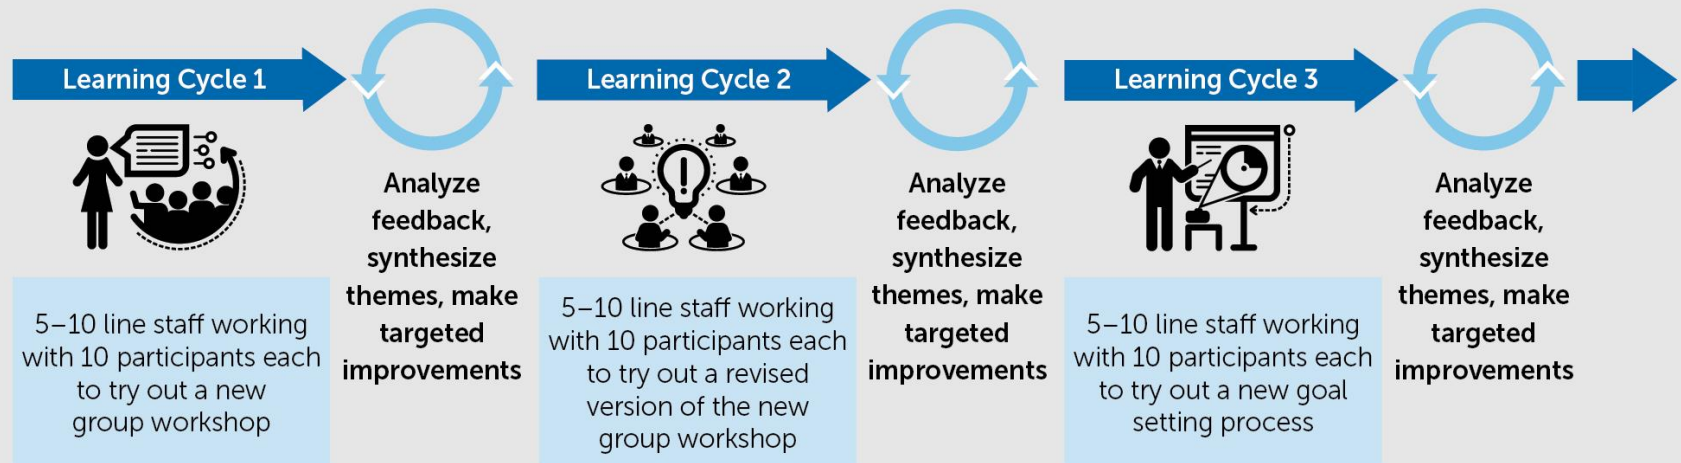 Learning Cycle 1
5–10 line staff working
with 10 participants each
to try out a new
group workshop
Analyze
feedback,
synthesize
themes, make
targeted
improvements
Learning Cycle 2
5–10 line staff working
with 10 participants each
to try out a revised
version of the new
group workshop
Analyze
feedback,
synthesize
themes, make
targeted
improvements
Learning Cycle 3
5–10 line staff working
with 10 participants each
to try out a new goal
setting process
Analyze
feedback,
synthesize
themes, make
targeted
improvements